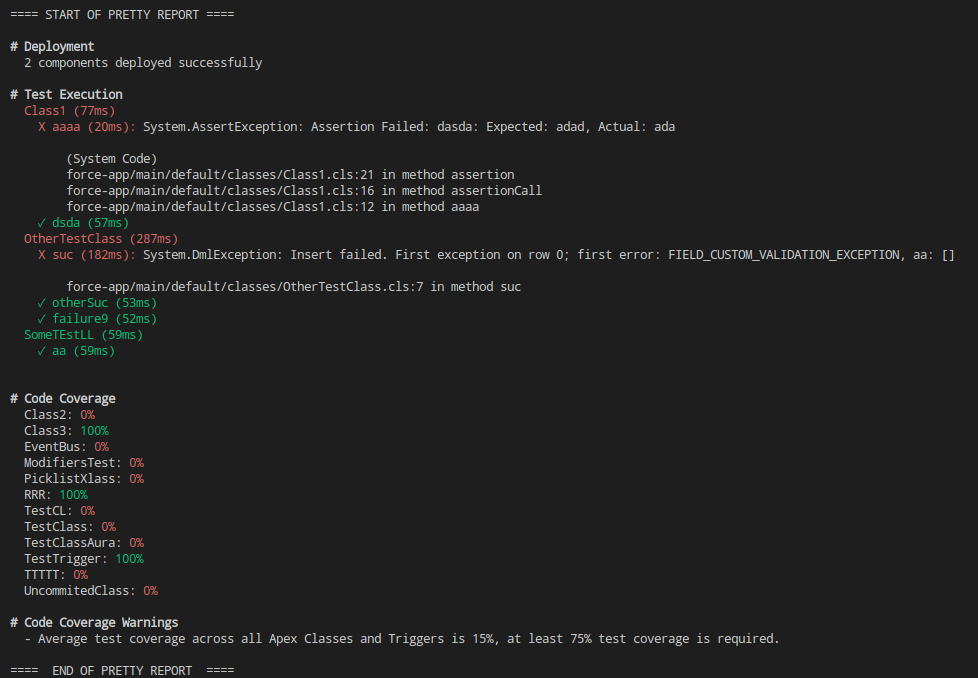 ==== START OF PRETTY REPORT ====
# Deployment
2 components deployed successfully
# Test Execution
Class1 (77ms)
X aaaa (20ms): System.AssertException: Assertion Failed: dasda: Expected: adad, Actual: ada
(System Code)
force-app/main/default/classes/Class1.cls:21 in method assertion
force-app/main/default/classes/Class1.cls:16 in method assertionCall
force-app/main/default/classes/Class1.cls:12 in method aaaa
✓ dsda (57ms)
OtherTestClass (287ms)
X suc (182ms): System.DmlException: Insert failed. First exception on row 0; first error: FIELD_CUSTOM_VALIDATION_EXCEPTION, aa: []
force-app/main/default/classes/OtherTestClass.cls:7 in method suc
✓ otherSuc (53ms)
✓ failure9 (52ms)
SomeTEstLL (59ms)
✓ aa (59ms)
# Code Coverage
Class2: 0%
Class3: 100%
EventBus: 0%
ModifiersTest: 0%
PicklistXlass: 0%
RRR: 100%
TestCL: 0%
TestClass: 0%
TestClassAura: 0%
TestTrigger: 100%
TTTTT: 0%
UncommitedClass: 0%
# Code Coverage Warnings
- Average test coverage across all Apex Classes and Triggers is 15%, at least 75% test coverage is required.
====  END OF PRETTY REPORT  ====